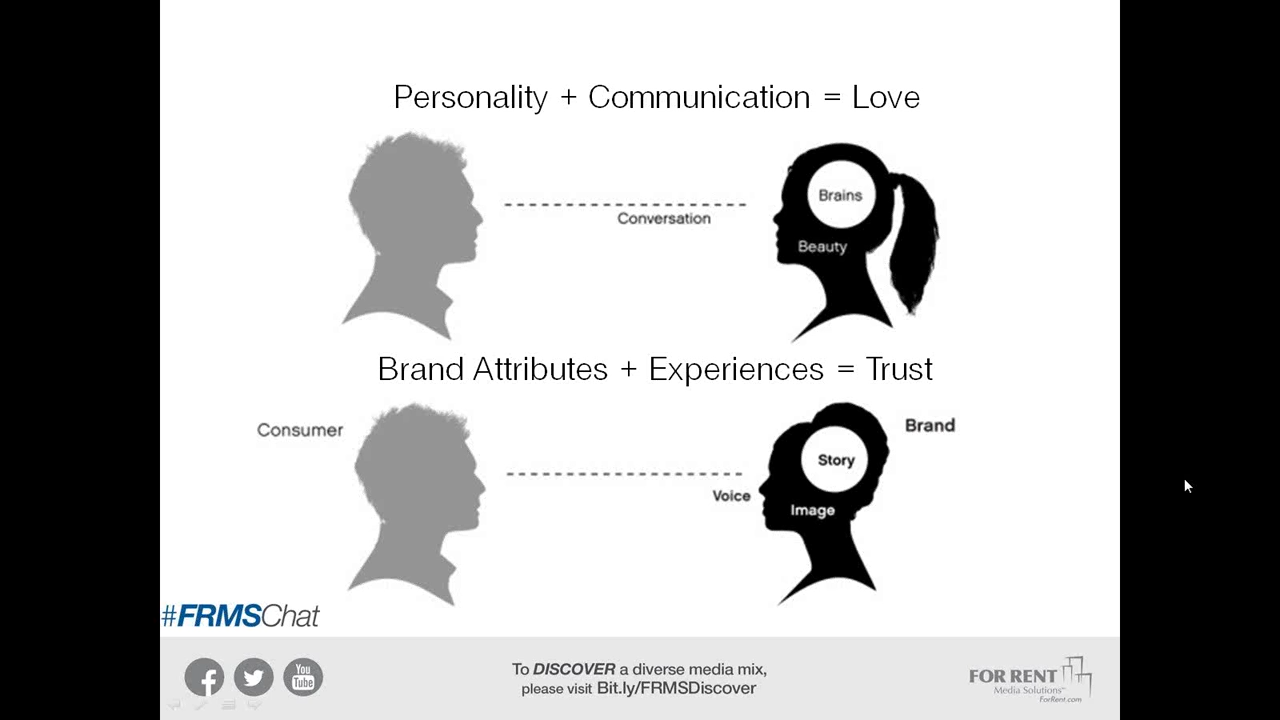 Personality + Communication = Love
Brains
Conversation
Beauty
Brand Attributes + Experiences = Trust
Consumer
Brand
Story
Voice
Image
#FRMSChat
You
Tube
To DISCOVER a diverse media mix,
please visit Bit.ly/FRMSDiscover
FOR RENT
Media Solutions™
ForRent.com